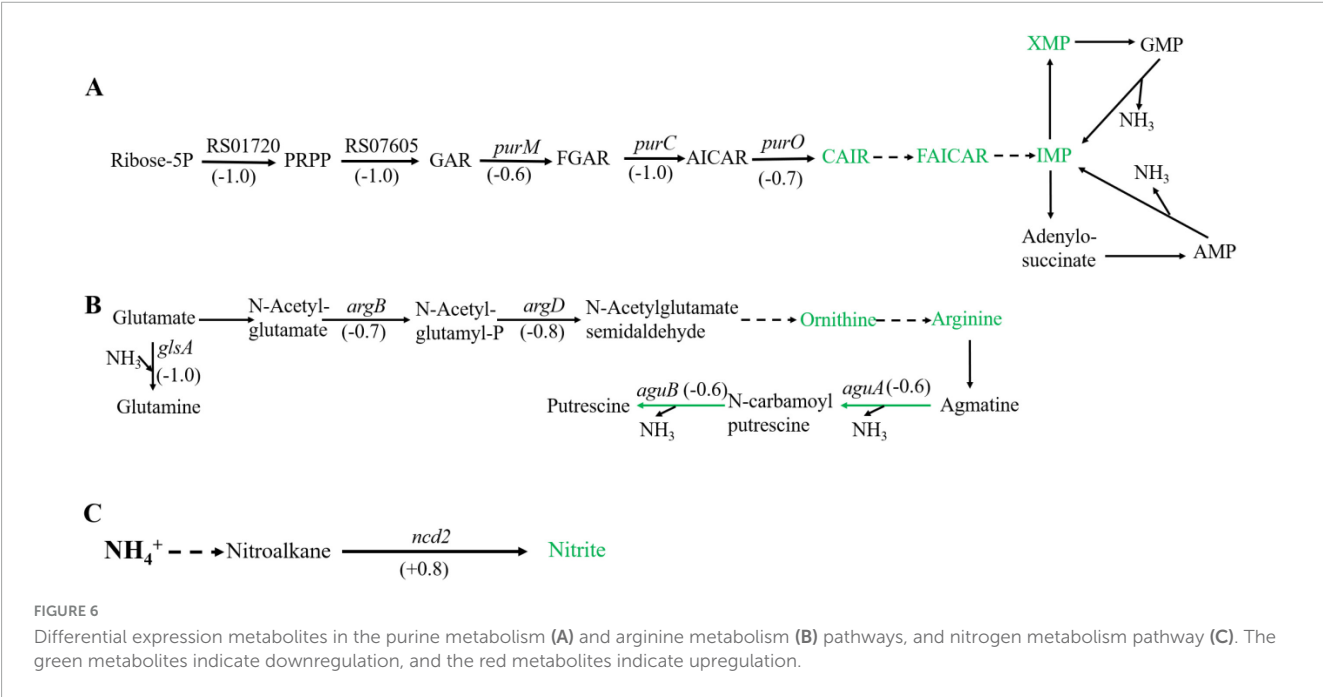 A
XMP
GMP
NH3
Ribose-5P
RS01720
(-1.0)
PRPP
RS07605
(-1.0)
GAR
purM
(-0.6)
FGAR
purC
(-1.0)
AICAR
purO
(-0.7)
CAIR
FAICAR
IMP
NH3
Adenylo-
succinate
AMP
B
Glutamate
N-Acetyl-
glutamate
argB
(-0.7)
N-Acetyl-
glutamyl-P
argD
(-0.8)
N-Acetylglutamate
semidaldehyde
Ornithine
Arginine
NH3
glsA
(-1.0)
Glutamine
Putrescine
aguB (-0.6)
NH3
N-carbamoyl
putrescine
aguA(-0.6)
NH3
Agmatine
C
NH4+
Nitroalkane
ncd2
(+0.8)
Nitrite
FIGURE 6
Differential expression metabolites in the purine metabolism (A) and arginine metabolism (B) pathways, and nitrogen metabolism pathway (C). The
green metabolites indicate downregulation, and the red metabolites indicate upregulation.